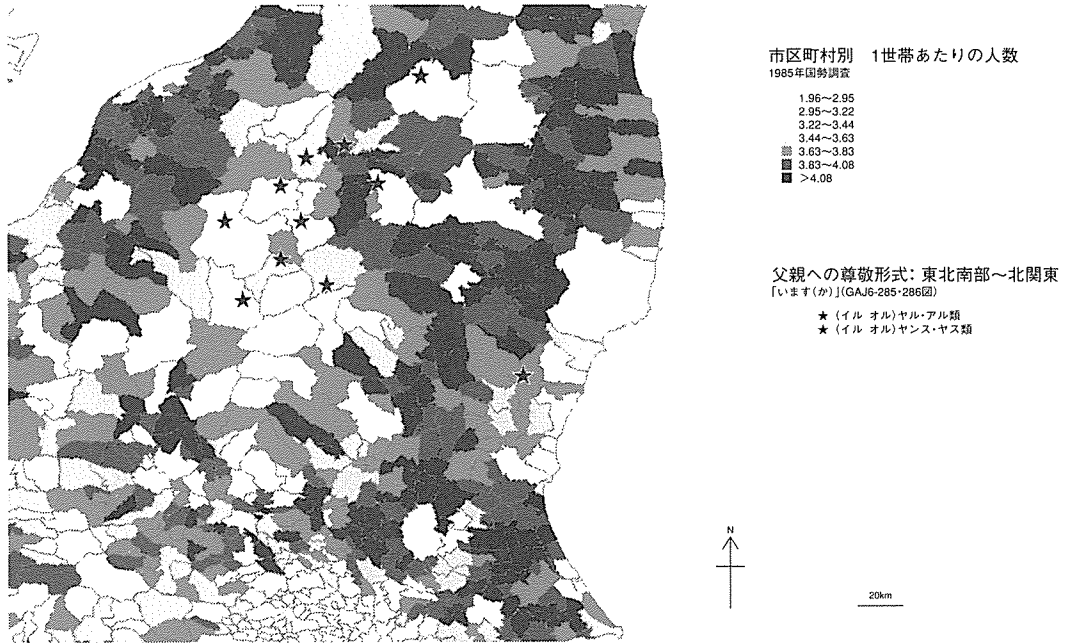 市区町村別　1世帯あたりの人数
1985年国勢調査
1.96～2.95
2.95～3.22
3.22～3.44
3.44～3.63
3.63～3.83
3.83～4.08
＞4.08
父親への尊敬形式：東北南部～北関東
「います(か)」(GAJ6-285・286図)
★ (イル オル)ヤル・アル類
★ (イル オル)ヤンス・ヤス類
N
20km